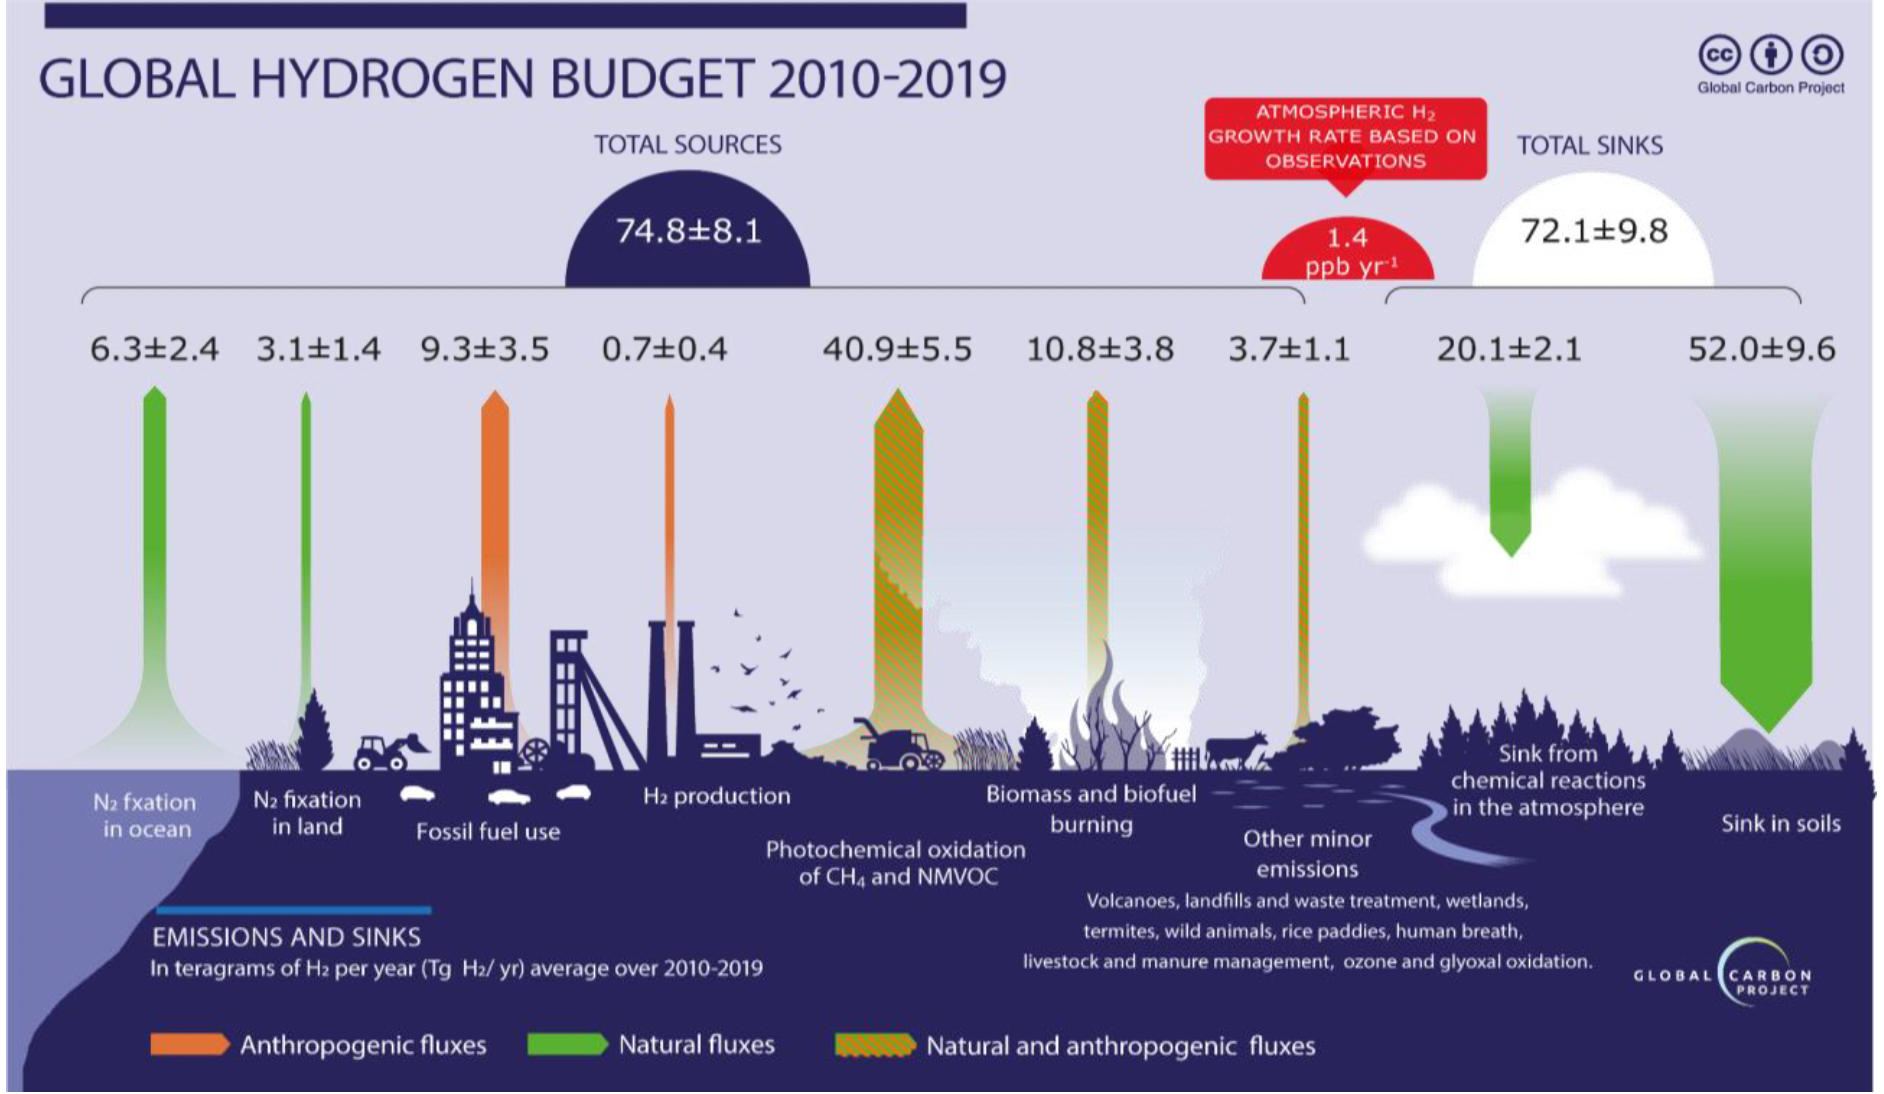 GLOBAL HYDROGEN BUDGET 2010-2019
cc
Global Carbon Project
TOTAL SOURCES
74.8±8.1
ATMOSPHERIC H₂
GROWTH RATE BASED ON
OBSERVATIONS
1.4
ppb yr⁻¹
TOTAL SINKS
72.1±9.8
6.3±2.4
3.1±1.4
9.3±3.5
0.7±0.4
40.9±5.5
10.8±3.8
3.7±1.1
20.1±2.1
52.0±9.6
N₂ fxation
in ocean
N₂ fixation
in land
Fossil fuel use
H₂ production
Photochemical oxidation
of CH₄ and NMVOC
Biomass and biofuel
burning
Other minor
emissions
Volcanoes, landfills and waste treatment, wetlands,
termites, wild animals, rice paddies, human breath,
livestock and manure management, ozone and glyoxal oxidation.
Sink from
chemical reactions
in the atmosphere
Sink in soils
EMISSIONS AND SINKS
In teragrams of H₂ per year (Tg H₂/ yr) average over 2010-2019
Anthropogenic fluxes
Natural fluxes
Natural and anthropogenic fluxes
GLOBAL CARBON
PROJECT